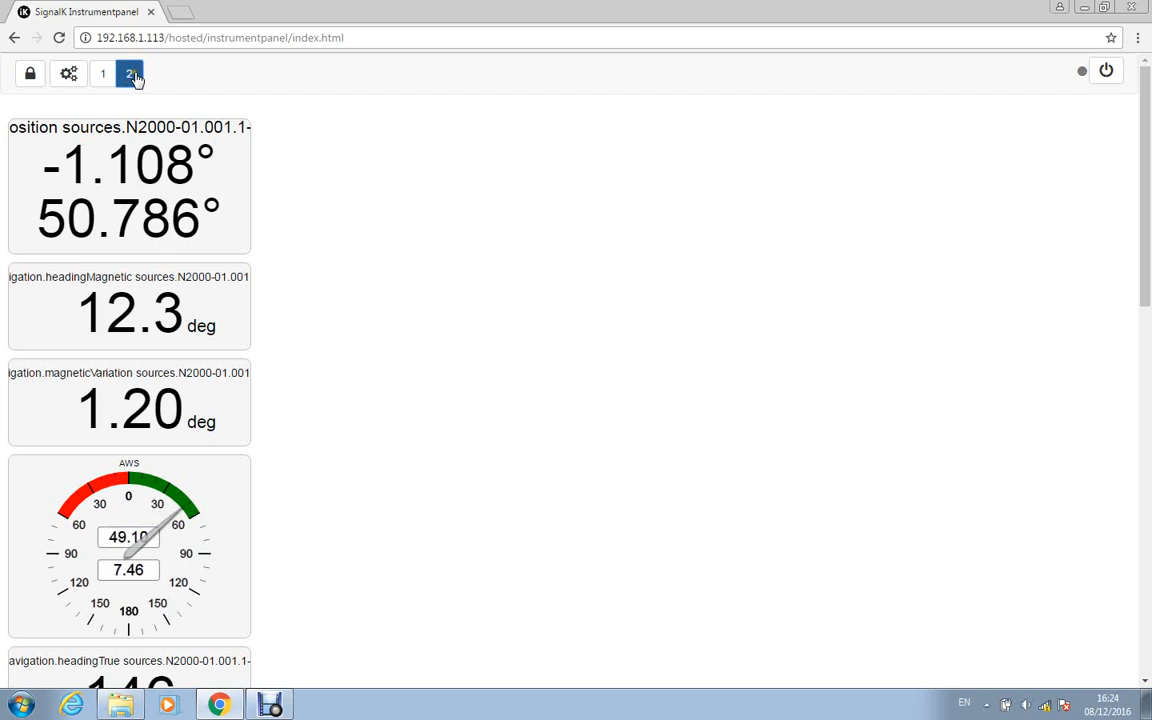 SignalK Instrumentpanel
192.168.1.113/hosted/instrumentpanel/index.html
1
2
osition sources.N2000-01.001.1-
-1.108°
50.786°
igation.headingMagnetic sources.N2000-01.001
12.3 deg
igation.magneticVariation sources.N2000-01.001
1.20 deg
AWS
0
30 30
60 60
49.10
90 90
7.46
120 120
150 150
180
avigation.headingTrue sources.N2000-01.001.1-
146
EN
16:24
08/12/2016